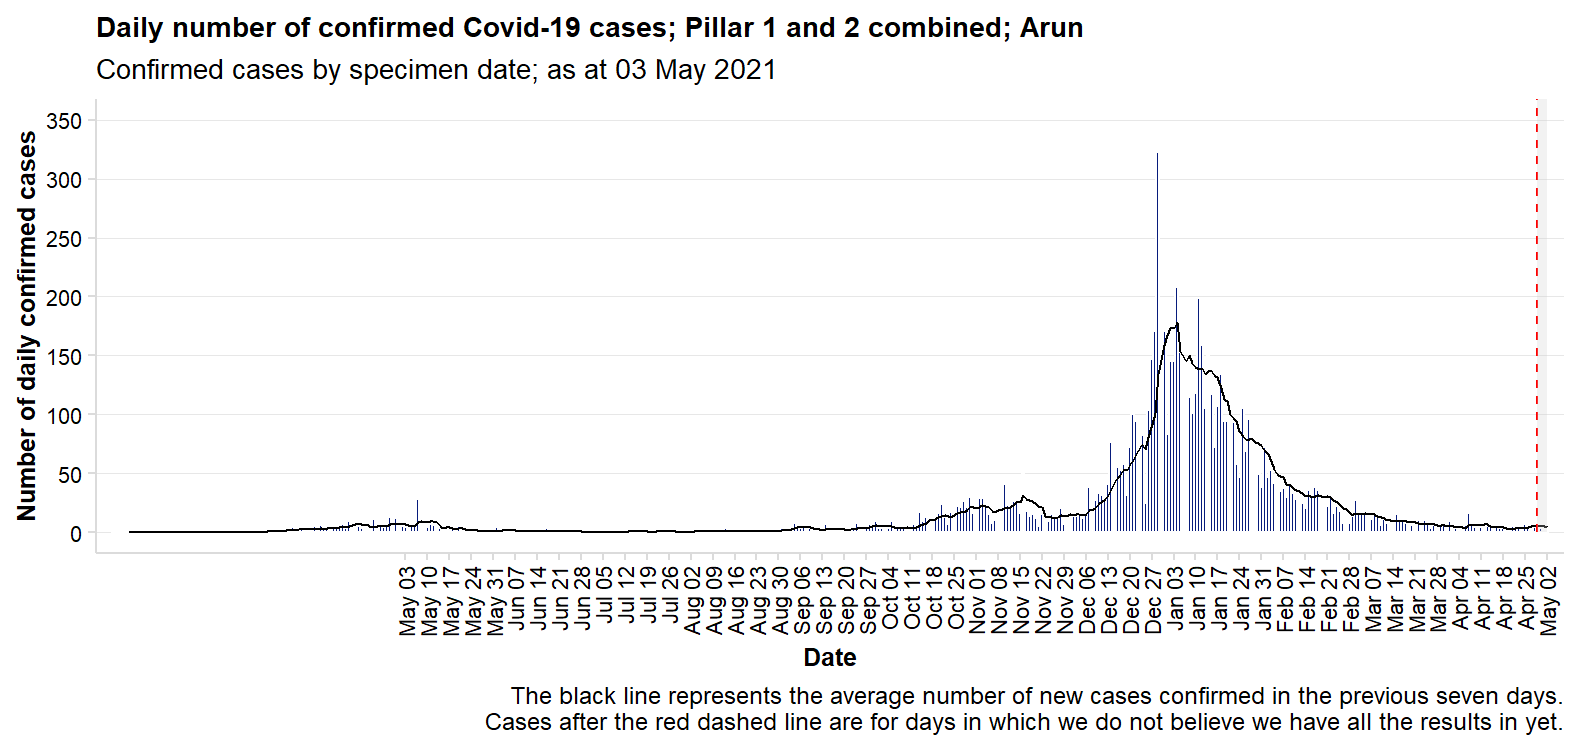 Daily number of confirmed Covid-19 cases; Pillar 1 and 2 combined; Arun
Confirmed cases by specimen date; as at 03 May 2021
Number of daily confirmed cases
350
300
250
200
150
100
50
0
May 03
May 10
May 17
May 24
May 31
Jun 07
Jun 14
Jun 21
Jun 28
Jul 05
Jul 12
Jul 19
Jul 26
Aug 02
Aug 09
Aug 16
Aug 23
Aug 30
Sep 06
Sep 13
Sep 20
Sep 27
Oct 04
Oct 11
Oct 18
Oct 25
Nov 01
Nov 08
Nov 15
Nov 22
Nov 29
Dec 06
Dec 13
Dec 20
Dec 27
Jan 03
Jan 10
Jan 17
Jan 24
Jan 31
Feb 07
Feb 14
Feb 21
Feb 28
Mar 07
Mar 14
Mar 21
Mar 28
Apr 04
Apr 11
Apr 18
Apr 25
May 02
Date
The black line represents the average number of new cases confirmed in the previous seven days.
Cases after the red dashed line are for days in which we do not believe we have all the results in yet.